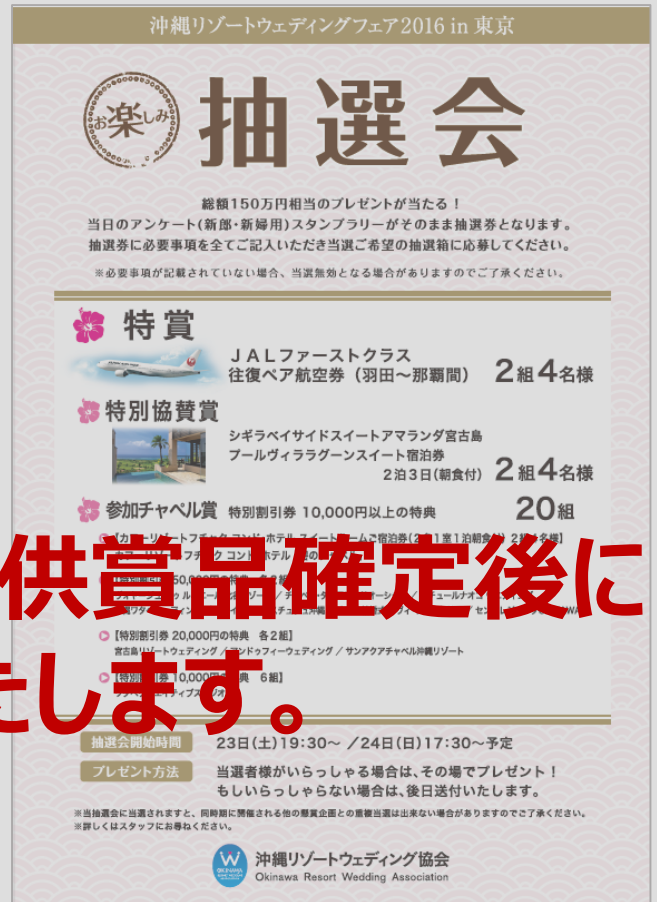 沖縄リゾートウェディングフェア2016 in 東京
お楽しみ
抽選会
総額150万円相当のプレゼントが当たる！
当日のアンケート(新郎・新婦用)スタンプラリーがそのまま抽選券となります。
抽選券に必要事項を全てご記入いただき当選ご希望の抽選箱に応募してください。
※必要事項が記載されていない場合、当選無効となる場合がありますのでご了承ください。
特賞
JALファーストクラス
往復ペア航空券（羽田～那覇間） 2組4名様
特別協賛賞
シギラベイサイドスイートアラマンダ宮古島
プールヴィララグーンスイート宿泊券
2泊3日(朝食付) 2組4名様
参加チャペル賞 特別割引券 10,000円以上の特典 20組
供賞品確定後に
【特別割引券 20,000円の特典 各2組】
宮古島リゾートウェディング / アンドゥフィーウェディング / サンアクアチャペル沖縄リゾート
たします。
抽選会開始時間 23日(土)19:30～ ／24日(日)17:30～予定
プレゼント方法 当選者様がいらっしゃる場合は、その場でプレゼント！
もしいらっしゃらない場合は、後日送付いたします。
※当抽選会に当選されますと、同時期に開催される他の懸賞企画との重複当選は出来ない場合がありますのでご了承ください。
※詳しくはスタッフにお尋ねください。
W
OKINAWA
沖縄リゾートウェディング協会
Okinawa Resort Wedding Association